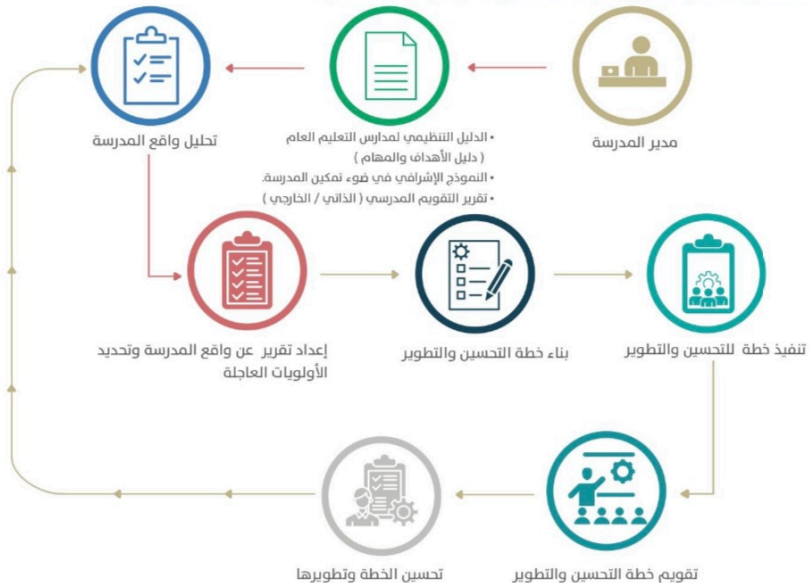 مدير المدرسة
• الدليل التنظيمي لمدارس التعليم العام
( دليل الأهداف والمهام )
• النموذج الإشرافي في ضوء تمكين المدرسة.
• تقرير التقويم المدرسي ( الذاتي / الخارجي )
تحليل واقع المدرسة
إعداد تقرير عن واقع المدرسة وتحديد
الأولويات العاجلة
بناء خطة التحسين والتطوير
تنفيذ خطة للتحسين والتطوير
تقويم خطة التحسين والتطوير
تحسين الخطة وتطويرها